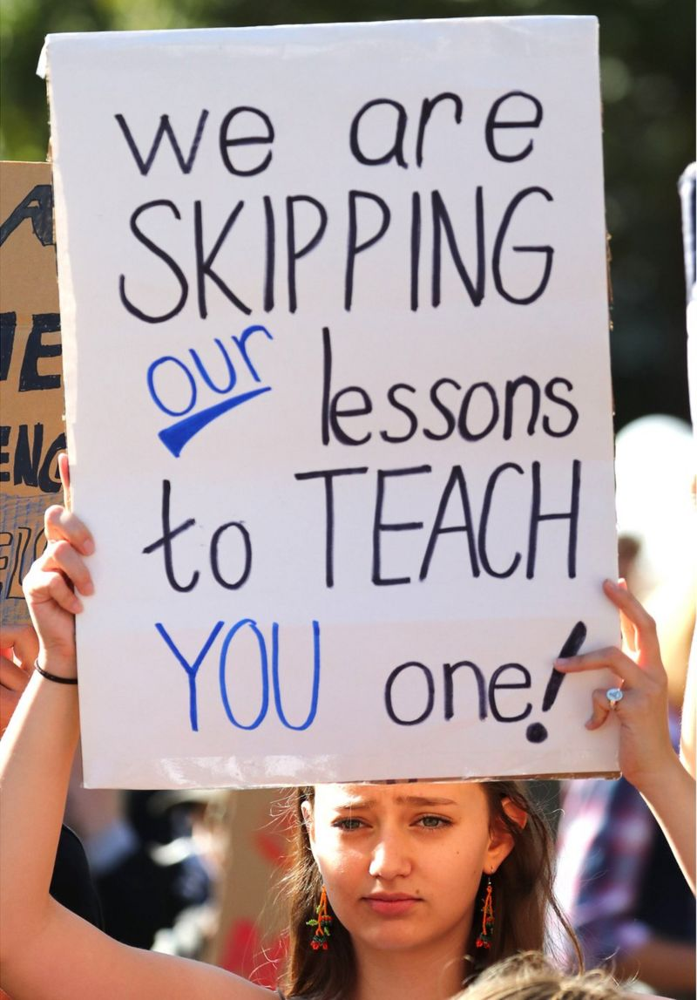 we are
SKIPPING
our lessons
to TEACH
YOU one!